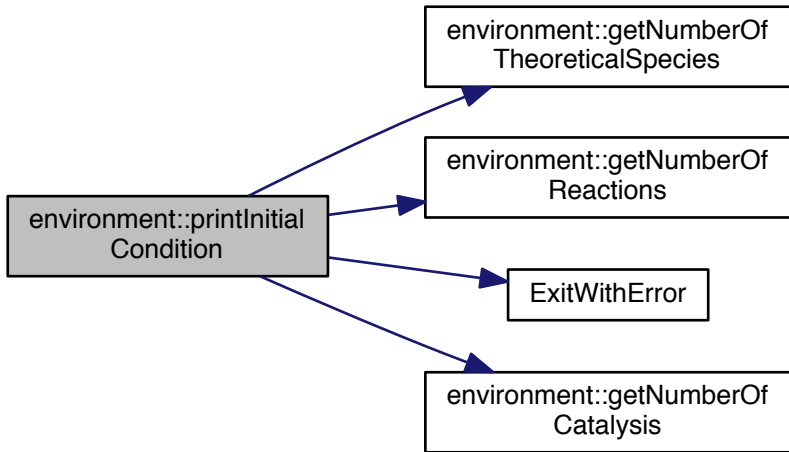 environment::getNumberOf
TheoreticalSpecies
environment::getNumberOf
Reactions
environment::printInitial
Condition
ExitWithError
environment::getNumberOf
Catalysis